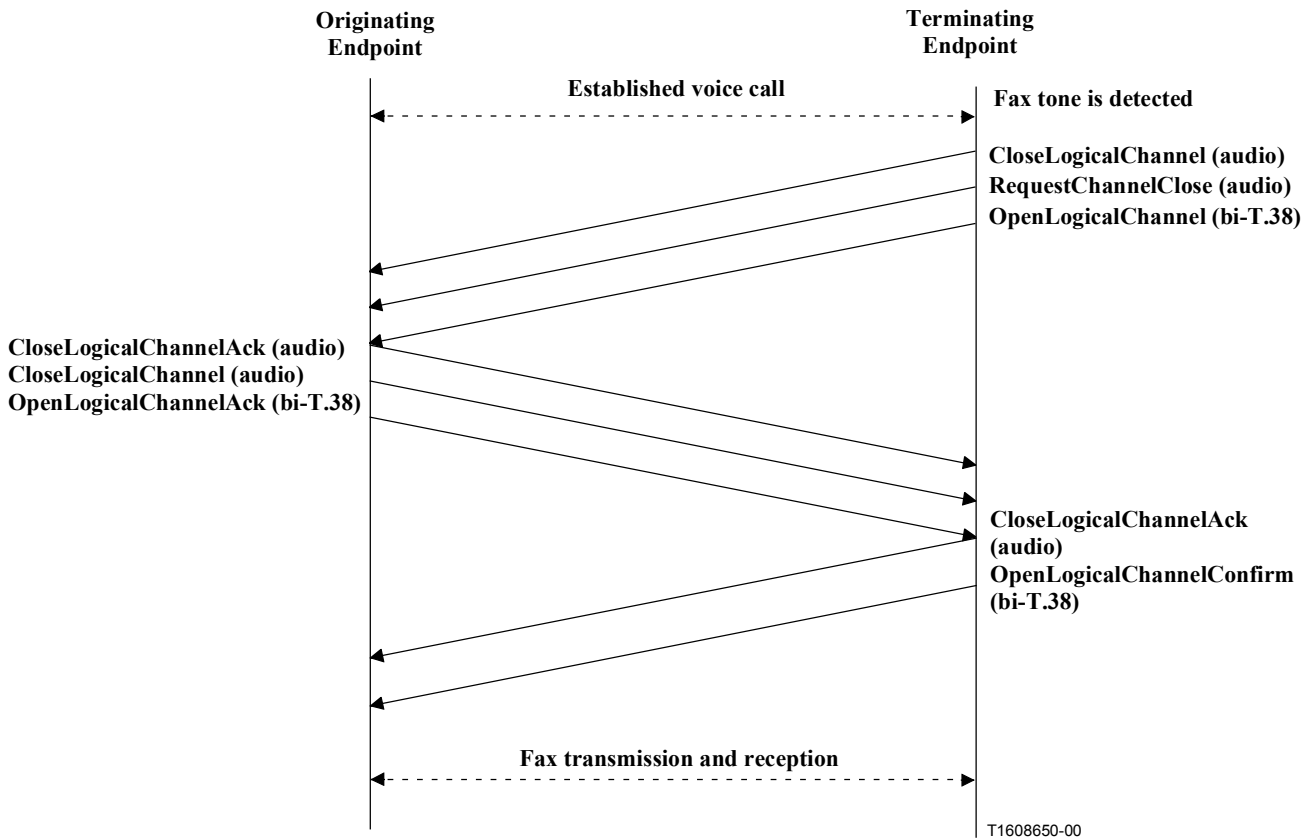 Originating
Endpoint
Terminating
Endpoint
Established voice call
Fax tone is detected
CloseLogicalChannel (audio)
RequestChannelClose (audio)
OpenLogicalChannel (bi-T.38)
CloseLogicalChannelAck (audio)
CloseLogicalChannel (audio)
OpenLogicalChannelAck (bi-T.38)
CloseLogicalChannelAck
(audio)
OpenLogicalChannelConfirm
(bi-T.38)
Fax transmission and reception
T1608650-00